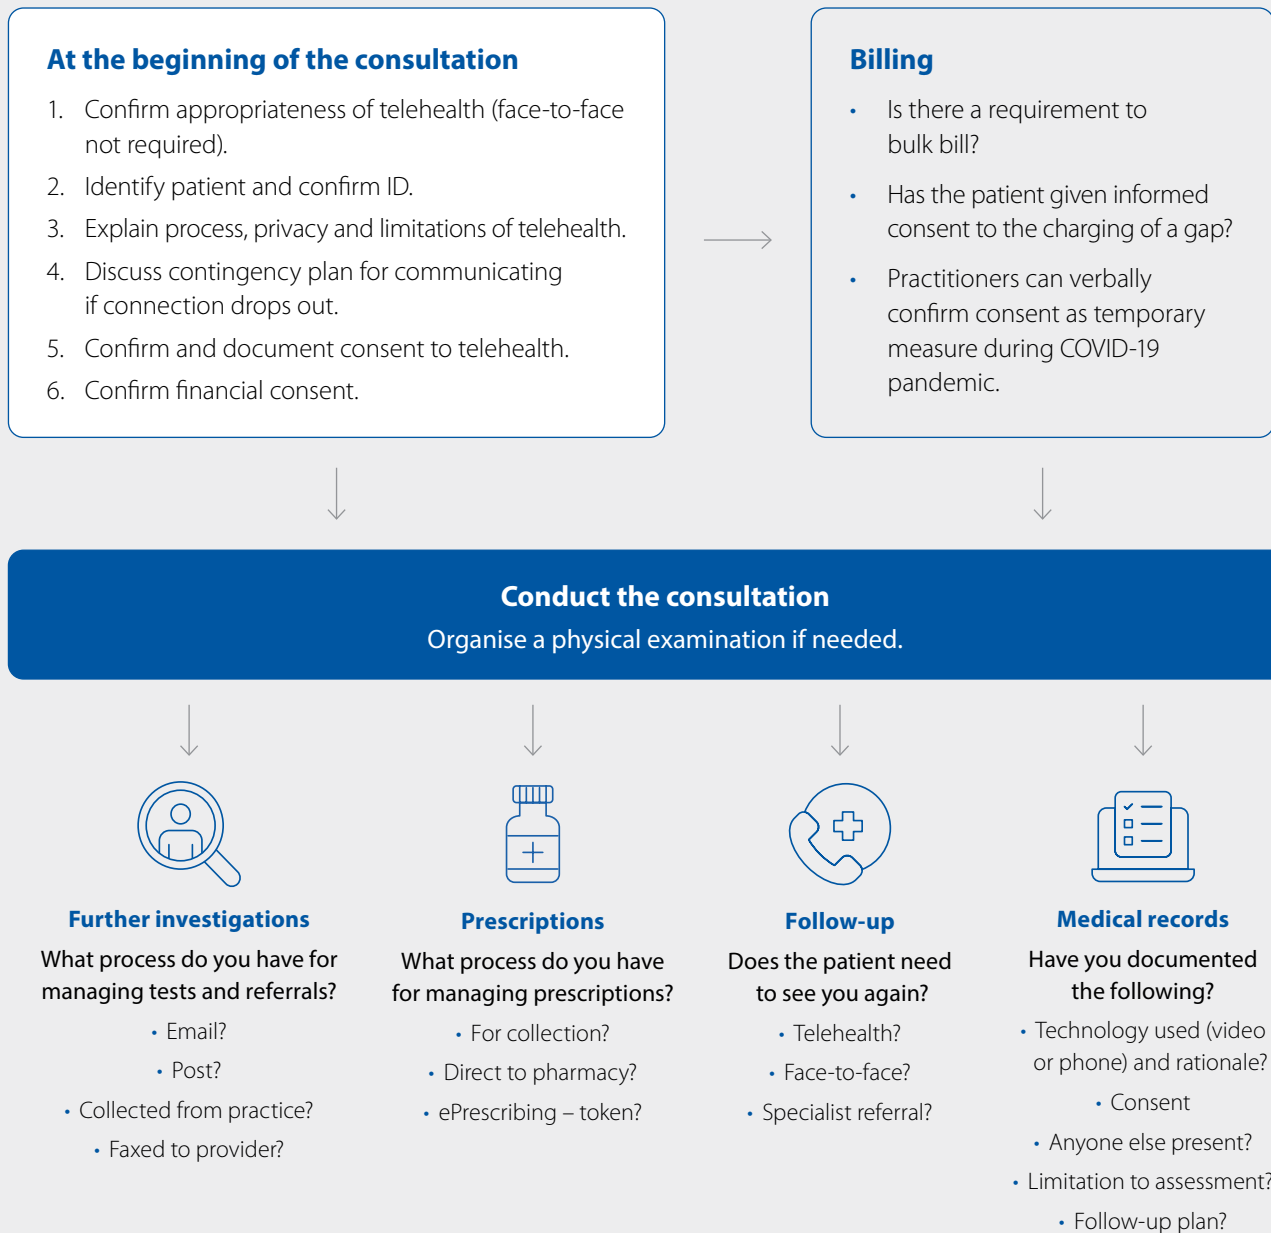 At the beginning of the consultation
1. Confirm appropriateness of telehealth (face-to-face
not required).
2. Identify patient and confirm ID.
3. Explain process, privacy and limitations of telehealth.
4. Discuss contingency plan for communicating
if connection drops out.
5. Confirm and document consent to telehealth.
6. Confirm financial consent.
Billing
• Is there a requirement to
bulk bill?
• Has the patient given informed
consent to the charging of a gap?
• Practitioners can verbally
confirm consent as temporary
measure during COVID-19
pandemic.
Conduct the consultation
Organise a physical examination if needed.
Further investigations
What process do you have for
managing tests and referrals?
• Email?
• Post?
• Collected from practice?
• Faxed to provider?
Prescriptions
What process do you have
for managing prescriptions?
• For collection?
• Direct to pharmacy?
• ePrescribing – token?
Follow-up
Does the patient need
to see you again?
• Telehealth?
• Face-to-face?
• Specialist referral?
Medical records
Have you documented
the following?
• Technology used (video
or phone) and rationale?
• Consent
• Anyone else present?
• Limitation to assessment?
• Follow-up plan?